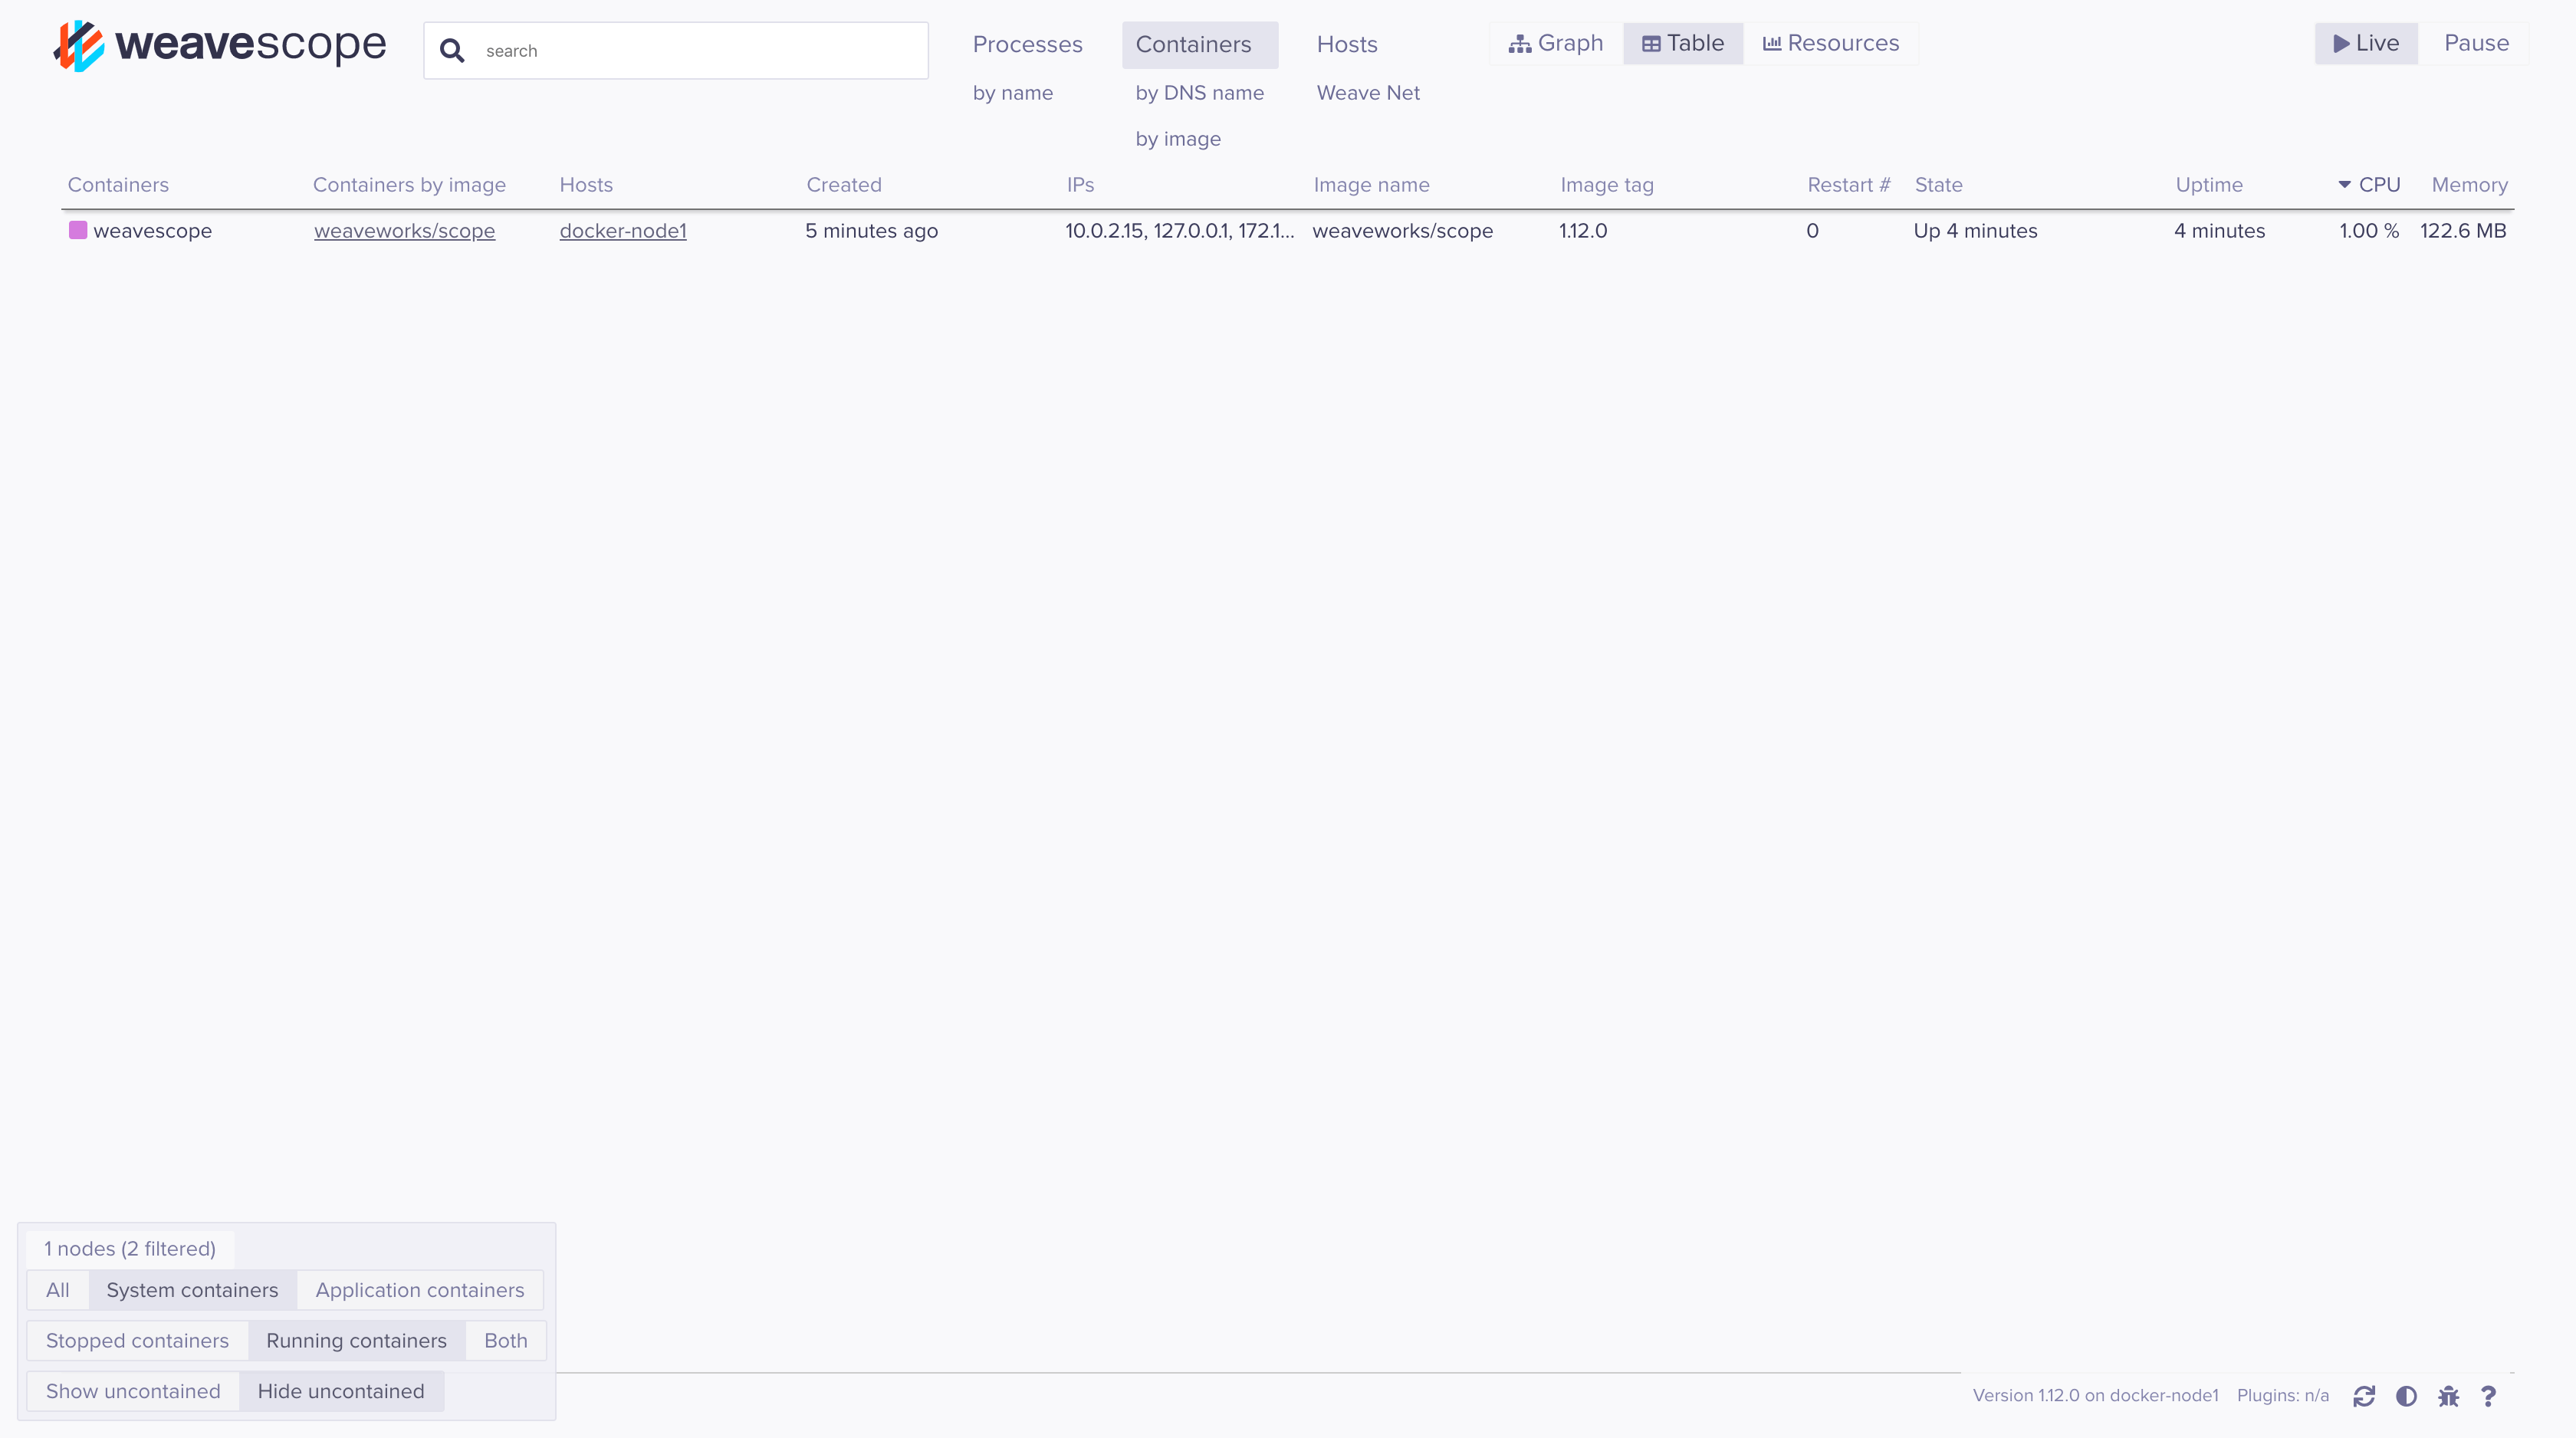 weavescope
search
Processes
by name
Containers
by DNS name
by image
Hosts
Weave Net
Graph Table Resources
Live Pause
Containers Containers by image Hosts Created IPs Image name Image tag Restart # State Uptime CPU Memory
weavescope weaveworks/scope docker-node1 5 minutes ago 10.0.2.15, 127.0.0.1, 172.1... weaveworks/scope 1.12.0 0 Up 4 minutes 4 minutes 1.00 % 122.6 MB
1 nodes (2 filtered)
All System containers Application containers
Stopped containers Running containers Both
Show uncontained Hide uncontained
Version 1.12.0 on docker-node1 Plugins: n/a